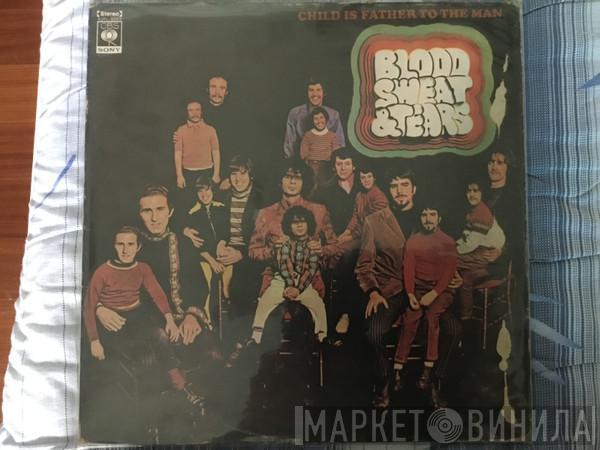 Stereo
CBS
SONY
CHILD IS FATHER TO THE MAN
BLOOD
SWEAT
& TEARS
МАРКЕТ ВИНИЛА